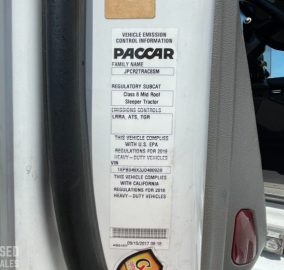 VEHICLE EMISSION
CONTROL INFORMATION
PACCAR
FAMILY NAME
REGULATORY SUBCAT
Class 8 Mid Roof
Sleeper Tractor
EMISSIONS CONTROLS
LRRA, ATS, TGR
THIS VEHICLE COMPLIES
WITH U.S. EPA
REGULATIONS FOR 2018
HEAVY-DUTY VEHICLES
VIN
THIS VEHICLE COMPLIES
WITH CALIFORNIA
REGULATIONS FOR 2018
HEAVY-DUTY VEHICLES
USED
SALES